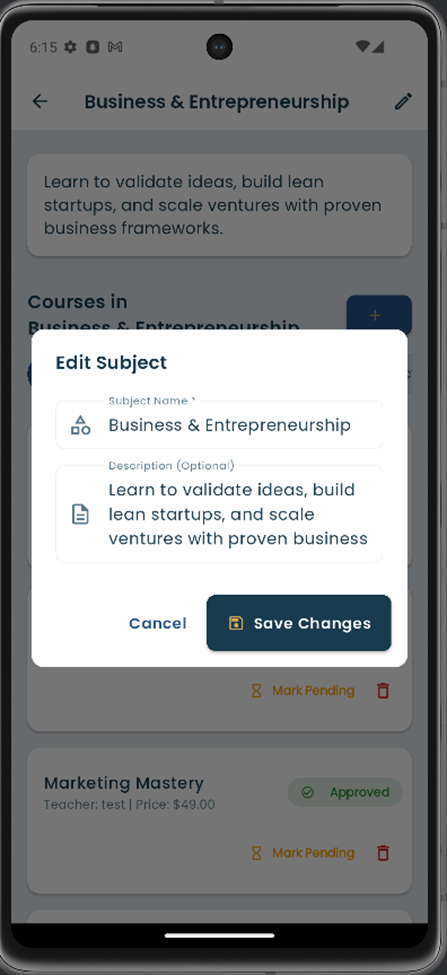 6:15
Business & Entrepreneurship
Learn to validate ideas, build lean
startups, and scale ventures with proven
business frameworks.
Courses in
Business & Entrepreneurship
+
Edit Subject
Subject Name *
Business & Entrepreneurship
Description (Optional)
Learn to validate ideas, build
lean startups, and scale
ventures with proven business
Cancel
Save Changes
Mark Pending
Marketing Mastery
Teacher: test | Price: $49.00
Approved
Mark Pending